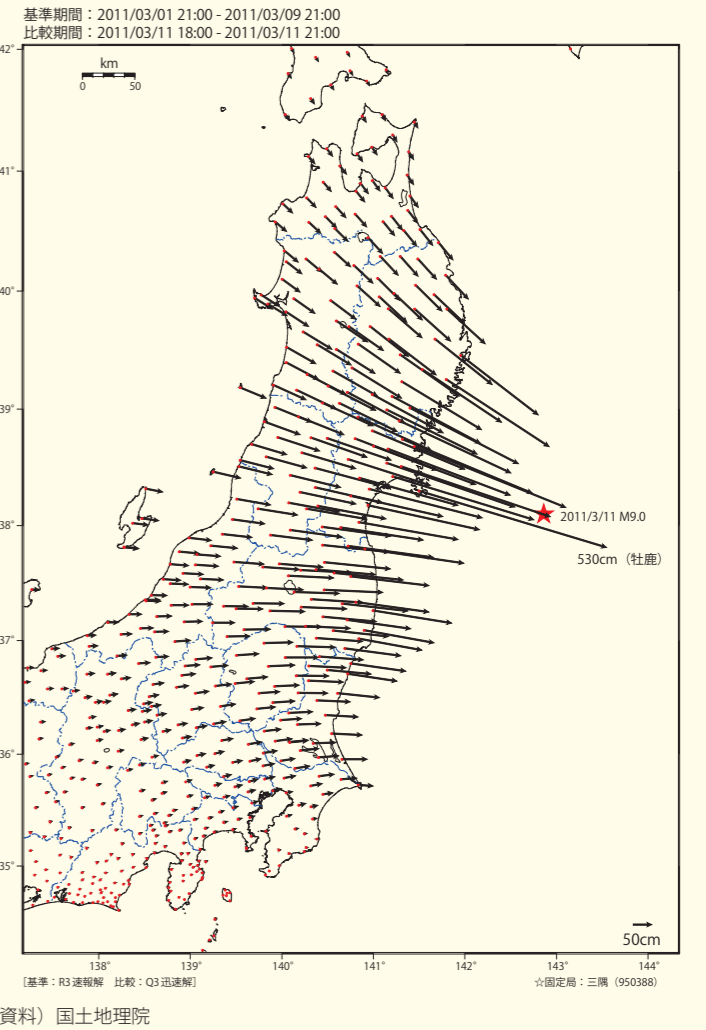 基準期間：2011/03/01 21:00 - 2011/03/09 21:00
比較期間：2011/03/11 18:00 - 2011/03/11 21:00
42°
km
0 50
41°
40°
39°
38°
2011/3/11 M9.0
530cm（牡鹿）
37°
36°
35°
50cm
138° 139° 140° 141° 142° 143° 144°
［基準：R3速報解　比較：Q3迅速解］ ☆固定局：三隅（950388）
資料）国土地理院